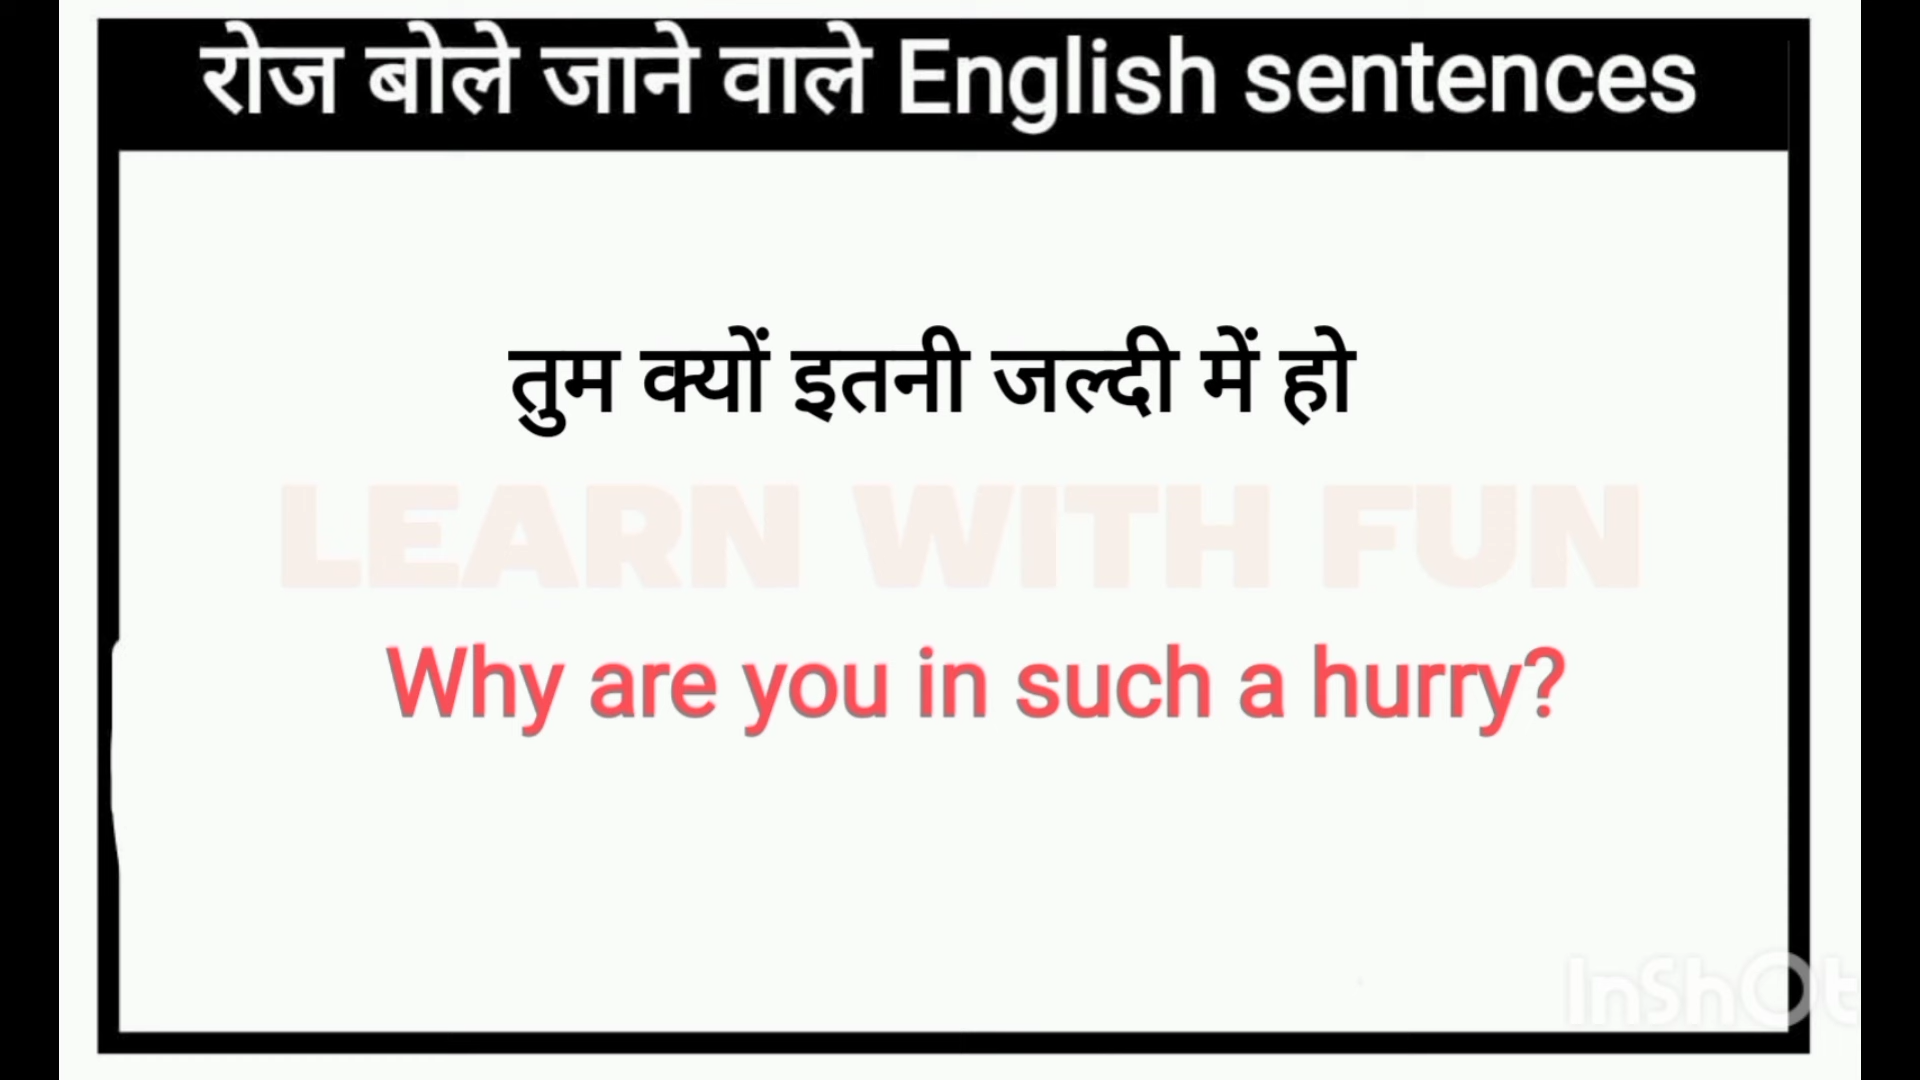 रोज बोले जाने वाले English sentences
तुम क्यों इतनी जल्दी में हो
LEARN WITH FUN
Why are you in such a hurry?
InShOt